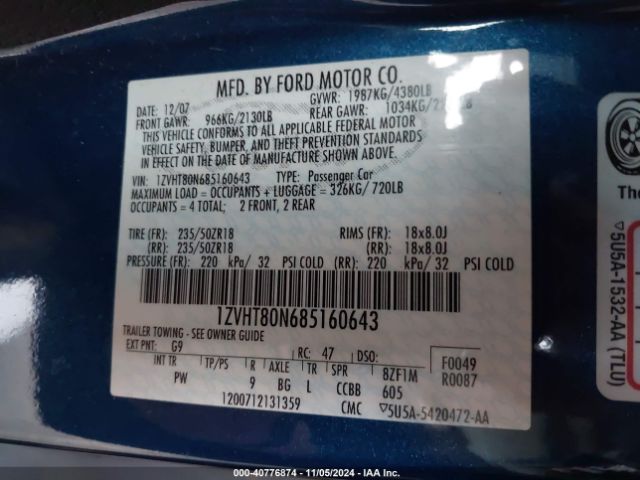 MFD. BY FORD MOTOR CO.
12/07 GVWR: 1987KG/4380LB
FRONT GAWR: 966KG/2130LB REAR GAWR: 1034KG/
THIS VEHICLE CONFORMS TO ALL APPLICABLE FEDERAL MOTOR
VEHICLE SAFETY, BUMPER, AND THEFT PREVENTION STANDARDS
IN EFFECT ON THE DATE OF MANUFACTURE SHOWN ABOVE.
VIN: 1ZVHT80N685160643 TYPE: Passenger Car
MAXIMUM LOAD = OCCUPANTS + LUGGAGE = 326KG/ 720LB
OCCUPANTS = 4 TOTAL; 2 FRONT, 2 REAR
TIRE (FR): 235/50ZR18 RIMS (FR): 18x8.0J
(RR): 235/50ZR18 (RR): 18x8.0J
PRESSURE (FR): 220 kPa/ 32 PSI COLD (RR): 220 kPa/ 32 PSI COLD
1ZVHT80N685160643
TRAILER TOWING - SEE OWNER GUIDE
EXT PNT: G9 RC: 47 DSO: F0049
INT TR TP/PS R AXLE TR SPR 8ZF1M R0087
PW 9 BG L CCBB 605
1200712131359 CMC ▽5U5A-5420472-AA
The
▽5U5A-1532-AA (TLU)
000-40776874 - 11/05/2024 - IAA Inc.